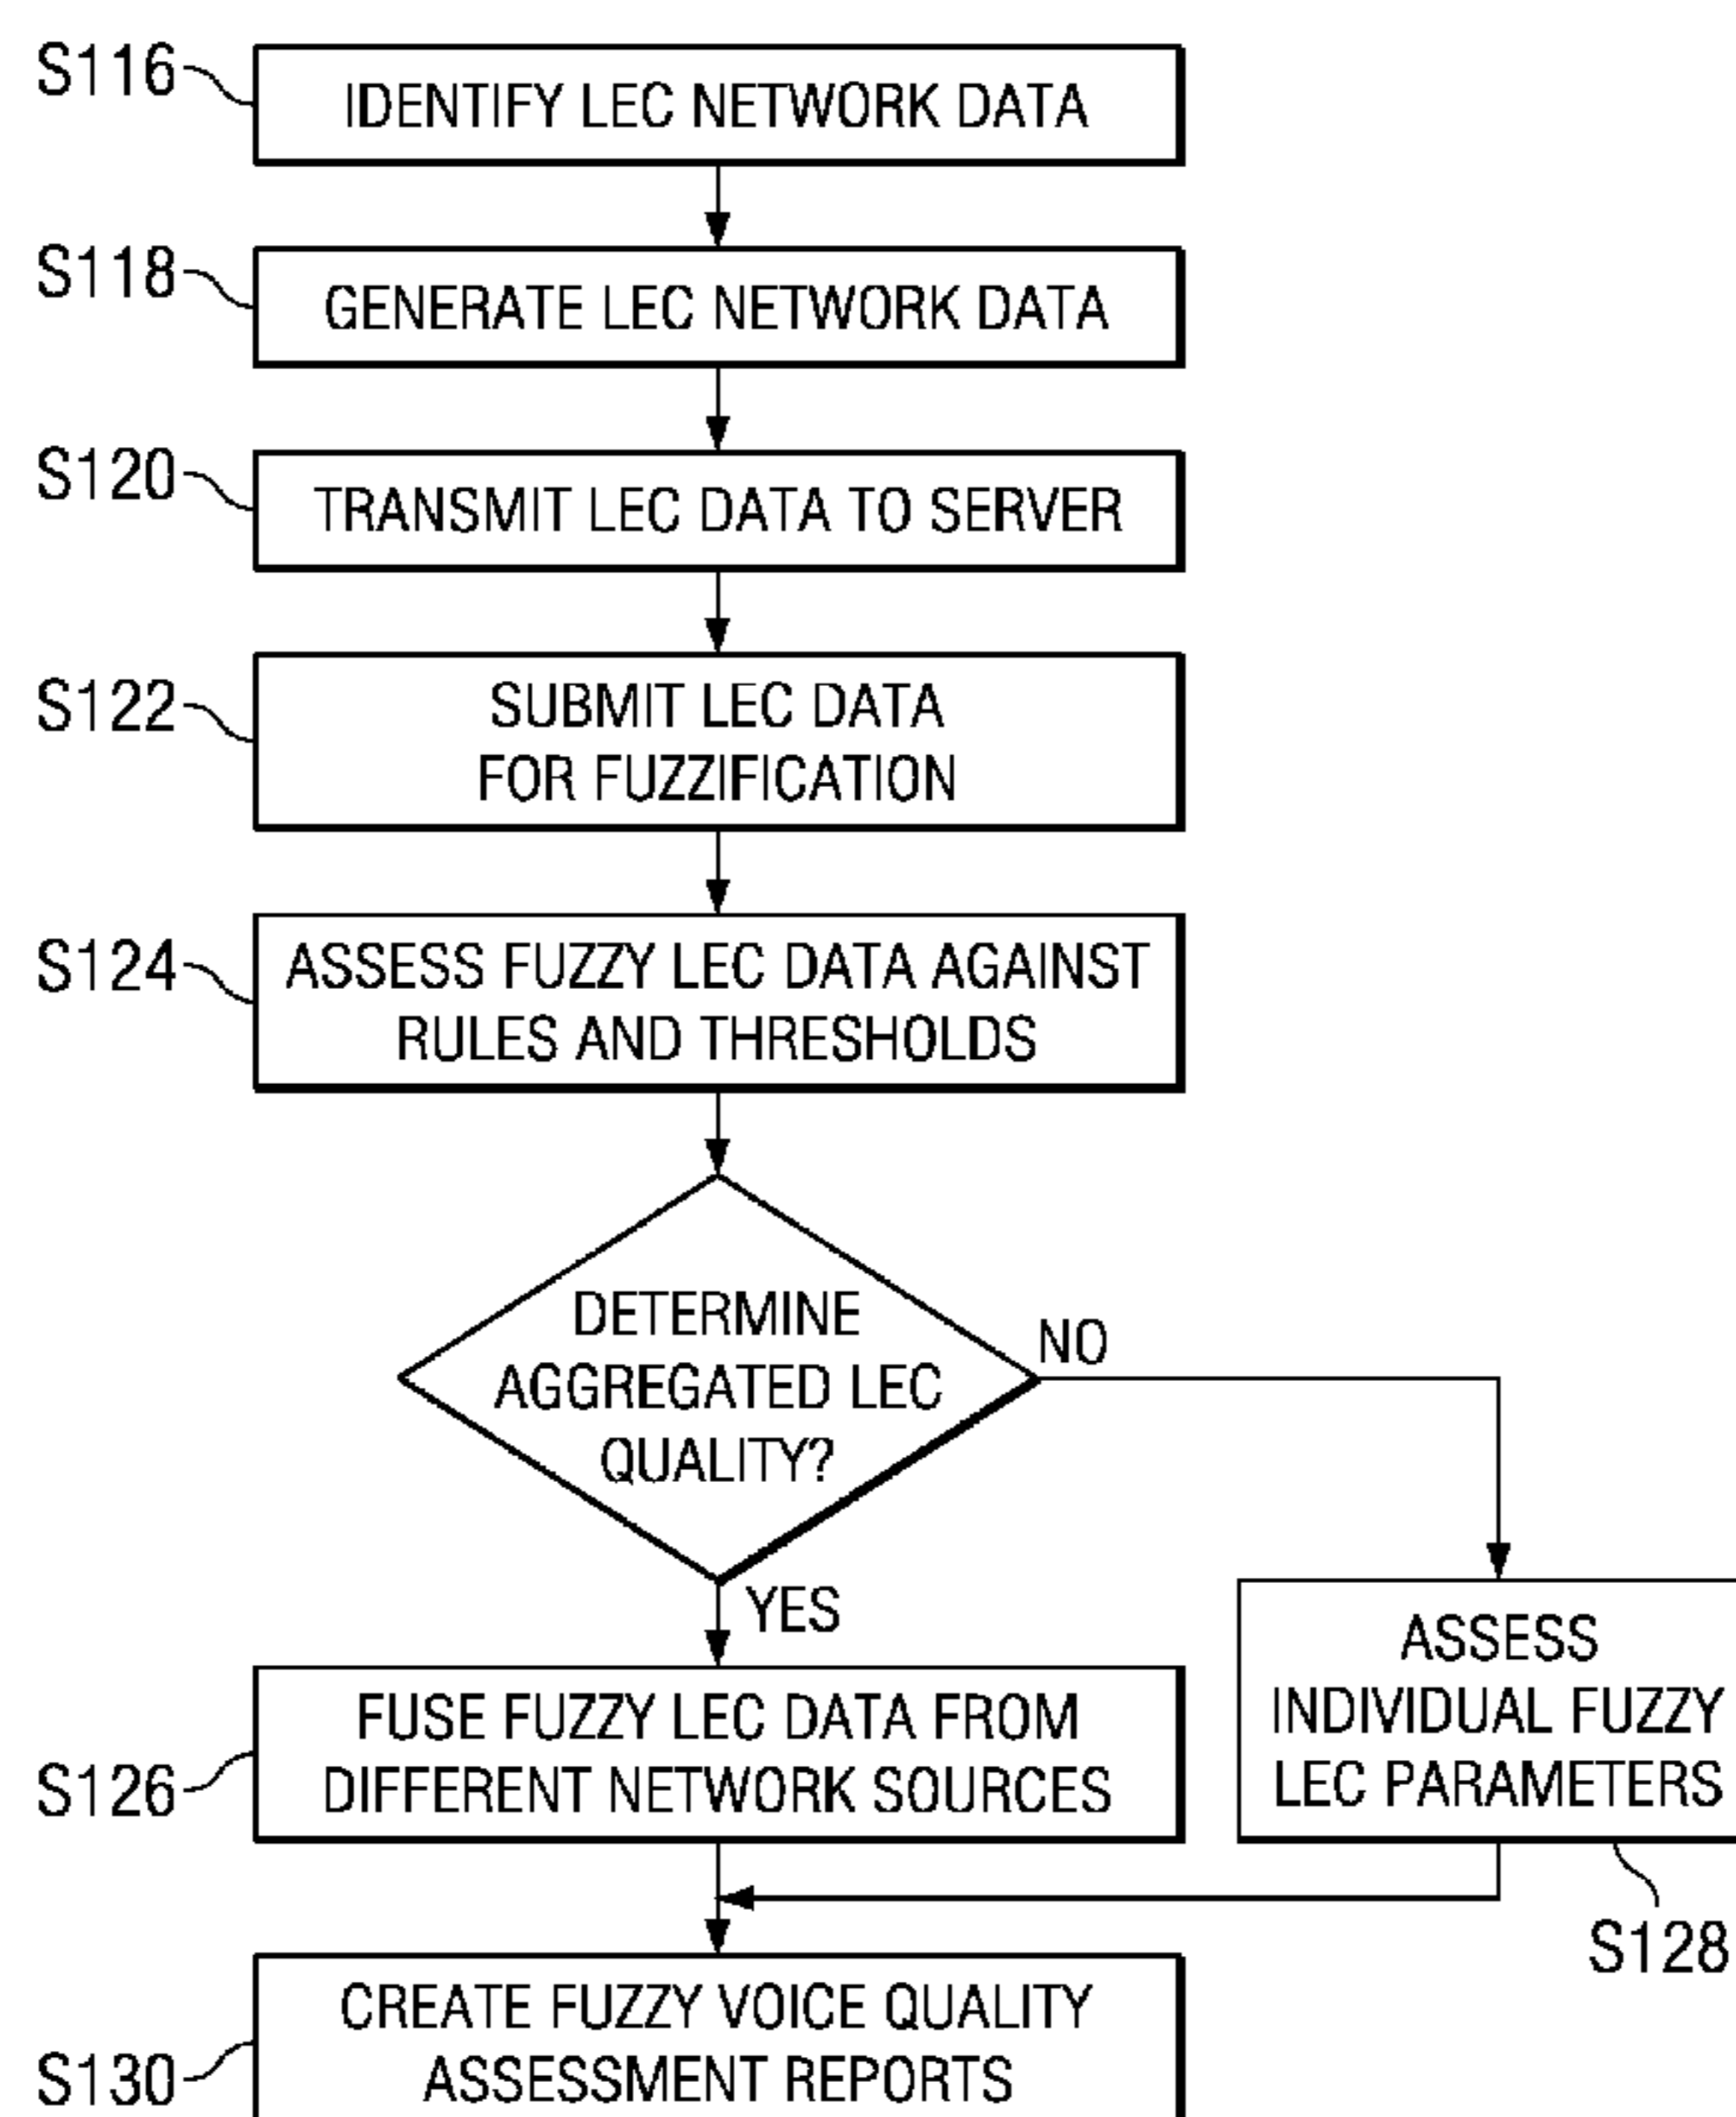 S116
IDENTIFY LEC NETWORK DATA
S118
GENERATE LEC NETWORK DATA
S120
TRANSMIT LEC DATA TO SERVER
S122
SUBMIT LEC DATA
FOR FUZZIFICATION
S124
ASSESS FUZZY LEC DATA AGAINST
RULES AND THRESHOLDS
DETERMINE
AGGREGATED LEC
QUALITY?
NO
YES
ASSESS
INDIVIDUAL FUZZY
LEC PARAMETERS
S128
S126
FUSE FUZZY LEC DATA FROM
DIFFERENT NETWORK SOURCES
S130
CREATE FUZZY VOICE QUALITY
ASSESSMENT REPORTS